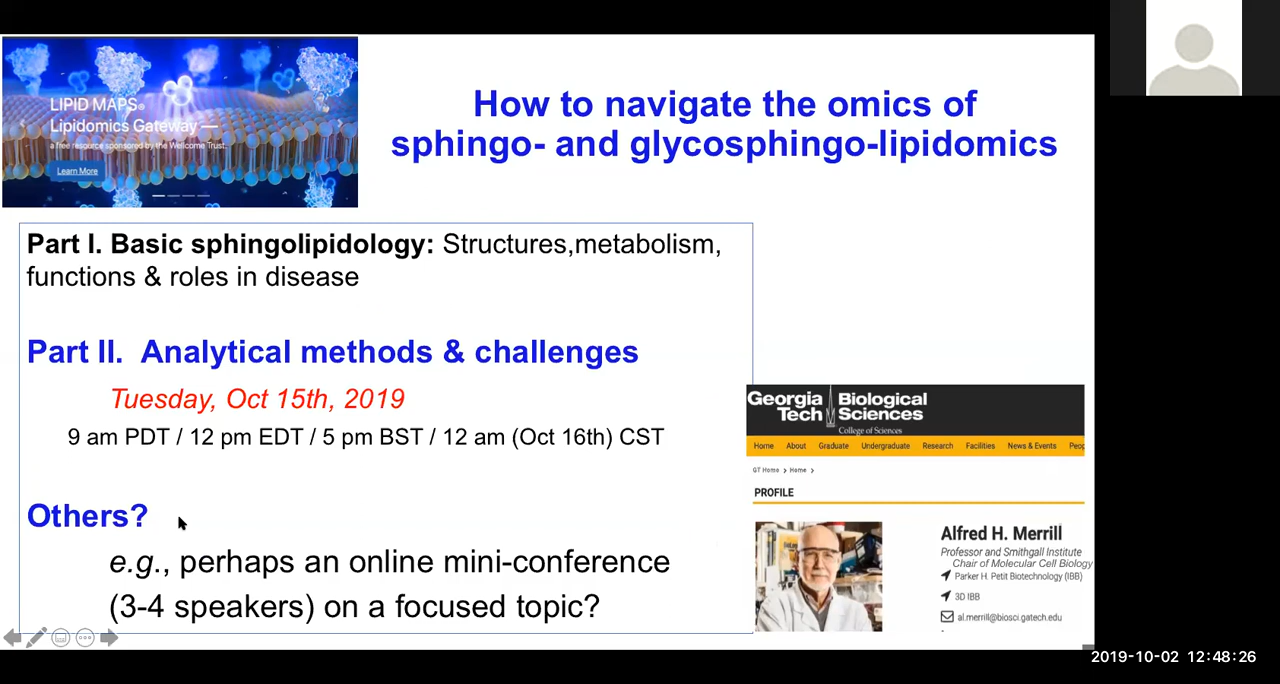 LIPID MAPS®
Lipidomics Gateway —
a free resource sponsored by the Wellcome Trust.
Learn More
How to navigate the omics of
sphingo- and glycosphingo-lipidomics
Part I. Basic sphingolipidology: Structures,metabolism,
functions & roles in disease
Part II. Analytical methods & challenges
Tuesday, Oct 15th, 2019
9 am PDT / 12 pm EDT / 5 pm BST / 12 am (Oct 16th) CST
Others?
e.g., perhaps an online mini-conference
(3-4 speakers) on a focused topic?
Georgia Tech
Biological Sciences
College of Sciences
Home About Graduate Undergraduate Research Facilities News & Events Peop
GT Home > Home >
PROFILE
Alfred H. Merrill
Professor and Smithgall Institute
Chair of Molecular Cell Biology
Parker H. Petit Biotechnology (IBB)
3D IBB
al.merrill@biosci.gatech.edu
2019-10-02 12:48:26